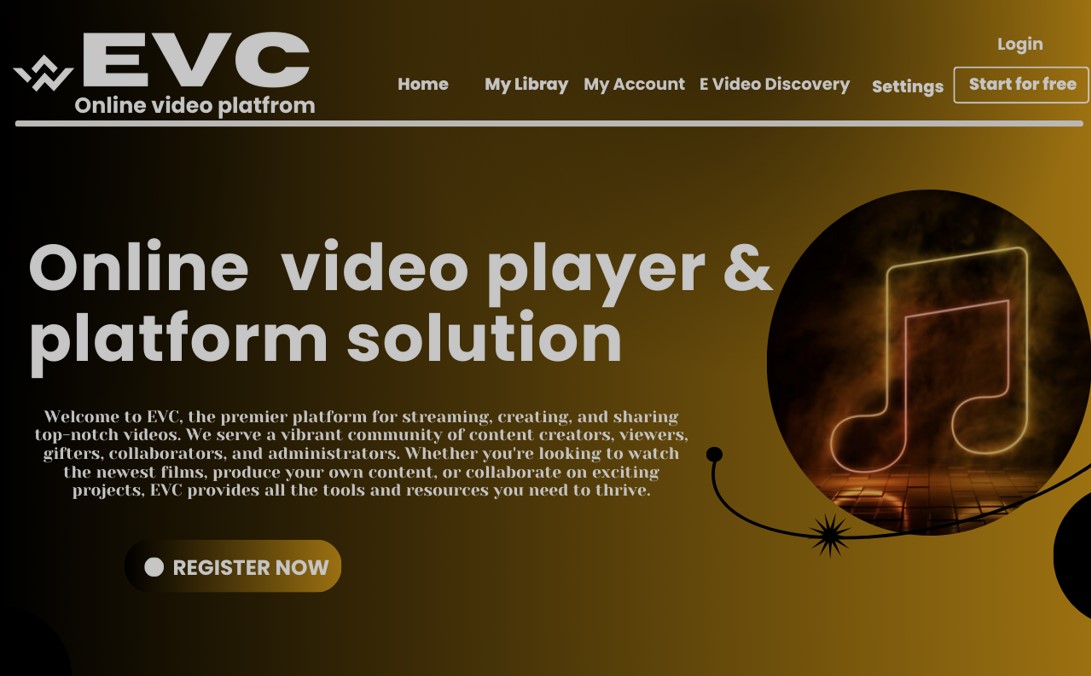 EVC
Online video platfrom
Home My Libray My Account E Video Discovery Settings
Login
Start for free
Online video player &
platform solution
Welcome to EVC, the premier platform for streaming, creating, and sharing
top-notch videos. We serve a vibrant community of content creators, viewers,
gifters, collaborators, and administrators. Whether you're looking to watch
the newest films, produce your own content, or collaborate on exciting
projects, EVC provides all the tools and resources you need to thrive.
REGISTER NOW